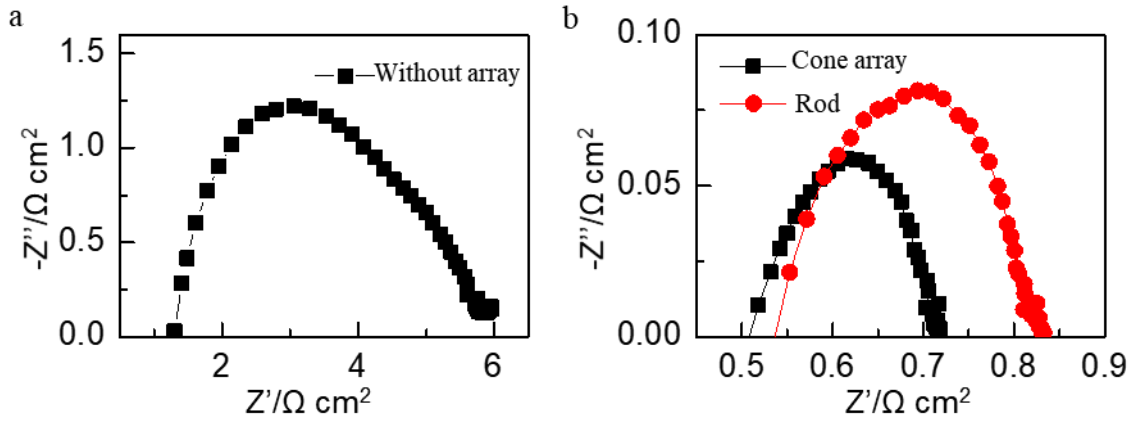 a
b
1.5
1.0
0.5
0.0
-Z''/Ω cm²
Without array
2
4
6
Z'/Ω cm²
0.10
0.05
0.00
-Z''/Ω cm²
Cone array
Rod
0.5
0.6
0.7
0.8
0.9
Z'/Ω cm²